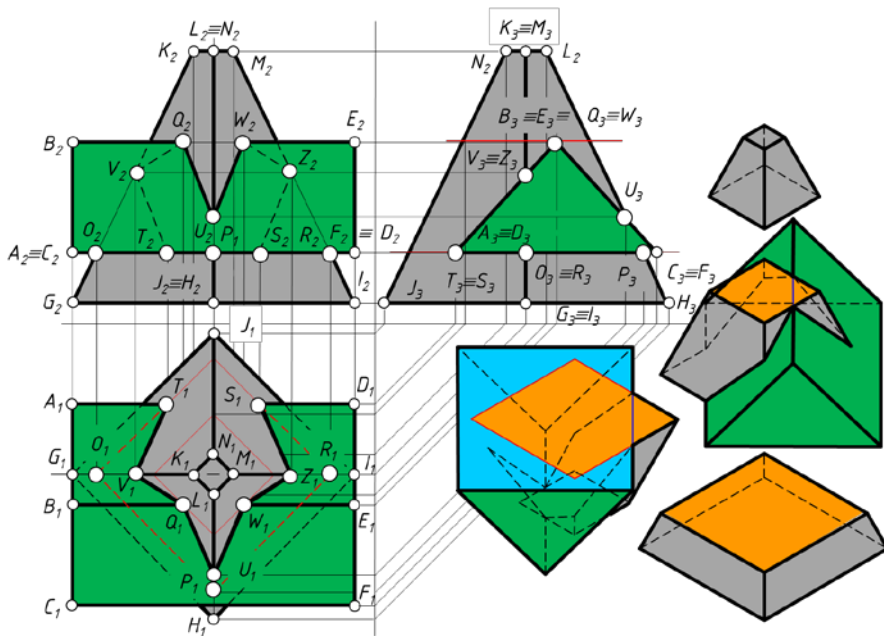 L₂≡N₂
K₃≡M₃
K₂
M₂
N₂
L₂
Q₂
W₂
E₂
B₃≡E₃≡
Q₃≡W₃
B₂
V₂
Z₂
V₃≡Z₃
U₃
O₂
T₂
U₂
P₁
S₂
R₂
F₂
≡ D₂
A₃≡D₃
A₂≡C₂
J₂≡H₂
I₂
T₃≡S₃
O₃≡R₃
P₃
C₃≡F₃
G₂
J₃
G₃≡I₃
H₃
J₁
T₁
S₁
D₁
A₁
O₁
N₁
R₁
G₁
V₁
K₁
M₁
Z₁
I₁
B₁
L₁
Q₁
W₁
E₁
P₁
U₁
C₁
F₁
H₁